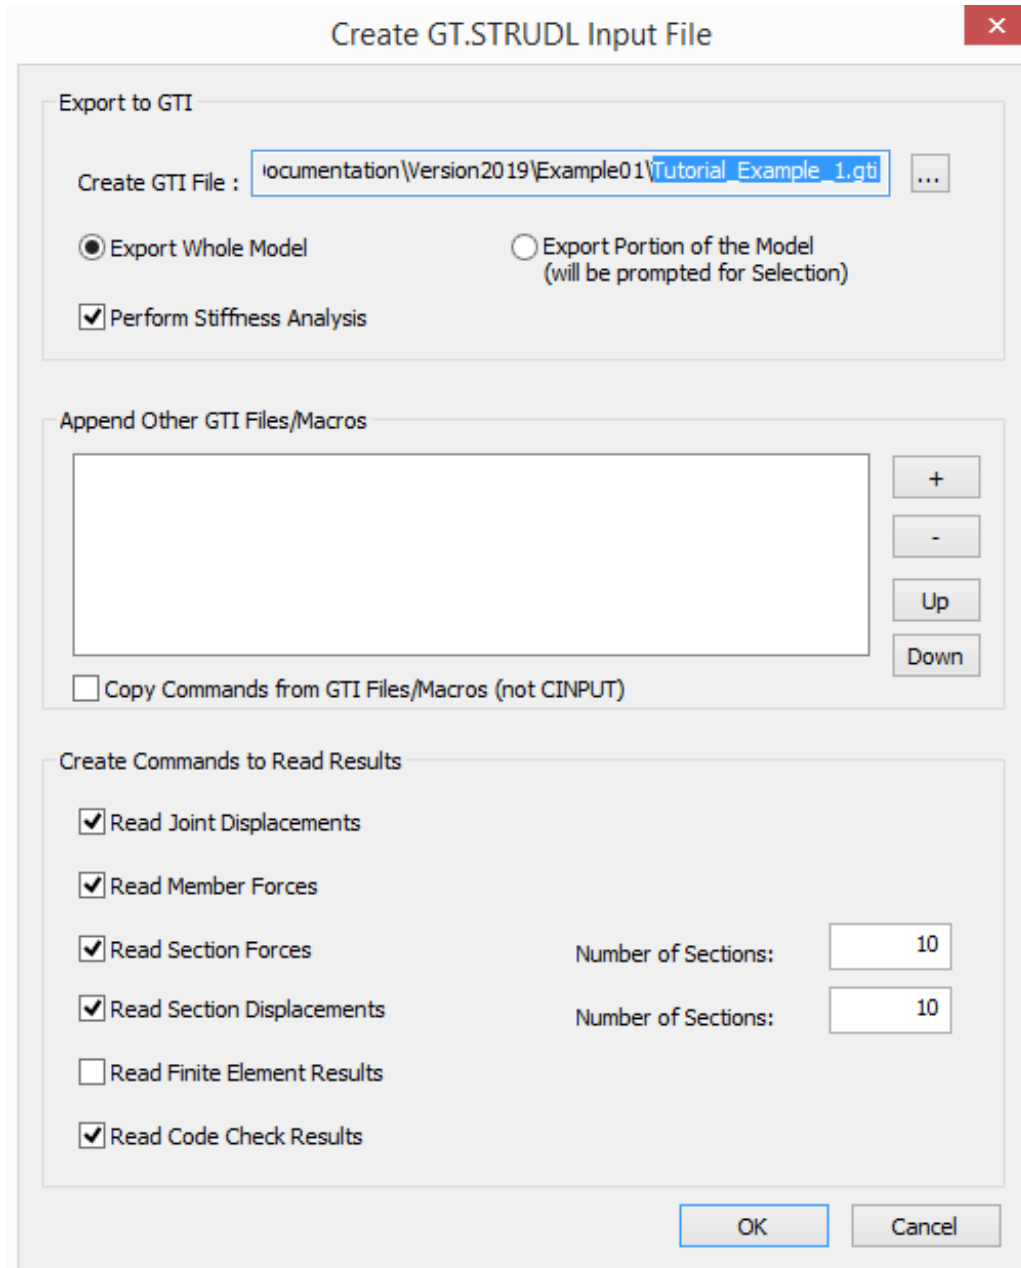 Create GT.STRUDL Input File
Export to GTI
Create GTI File : ocumentation\Version2019\Example01\Tutorial_Example_1.gti ...
Export Whole Model
Export Portion of the Model
(will be prompted for Selection)
Perform Stiffness Analysis
Append Other GTI Files/Macros
+
-
Up
Down
Copy Commands from GTI Files/Macros (not CINPUT)
Create Commands to Read Results
Read Joint Displacements
Read Member Forces
Read Section Forces Number of Sections: 10
Read Section Displacements Number of Sections: 10
Read Finite Element Results
Read Code Check Results
OK Cancel